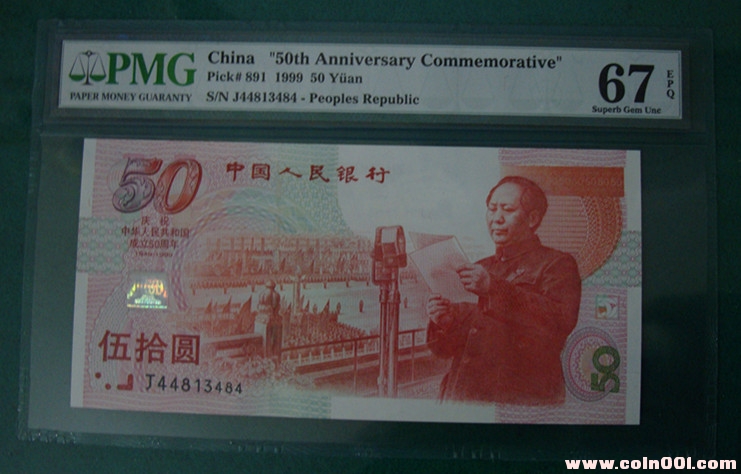 PMG
PAPER MONEY GUARANTY
China "50th Anniversary Commemorative"
Pick# 891 1999 50 Yüan
S/N J44813484 - Peoples Republic
67
EPQ
Superb Gem Unc
50
中国人民银行
庆祝
中华人民共和国
成立50周年
1949-1999
伍拾圆
J44813484
50
www.coin001.com